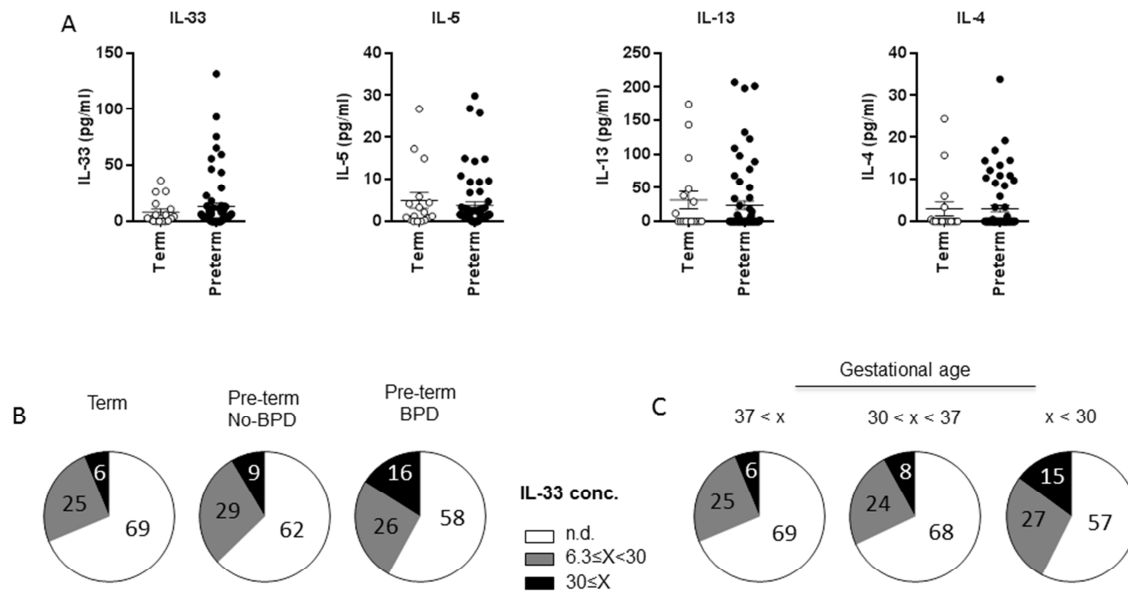 A
IL-33
IL-33 (pg/ml)
150
100
50
0
Term
Preterm
IL-5
IL-5 (pg/ml)
40
30
20
10
0
Term
Preterm
IL-13
IL-13 (pg/ml)
250
200
150
100
50
0
Term
Preterm
IL-4
IL-4 (pg/ml)
40
30
20
10
0
Term
Preterm
B
Term
6
25
69
Pre-term
No-BPD
9
29
62
Pre-term
BPD
16
26
58
IL-33 conc.
n.d.
6.3≤X<30
30≤X
C
Gestational age
37 < x
6
25
69
30 < x < 37
8
24
68
x < 30
15
27
57